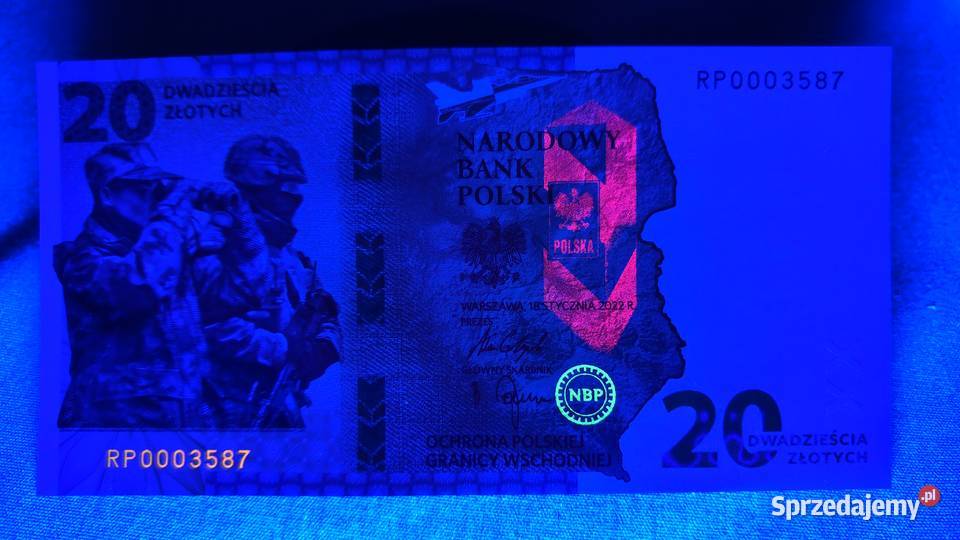 20 DWADZIEŚCIA
ZŁOTYCH
RP0003587
NARODOWY
BANK
POLSKI
POLSKA
WARSZAWA, 18 STYCZNIA 2022 R.
PREZES
GŁÓWNY SKARBNIK
NBP
OCHRONA POLSKIEJ
GRANICY WSCHODNIEJ
RP0003587
20 DWADZIEŚCIA
ZŁOTYCH
Sprzedajemy.pl